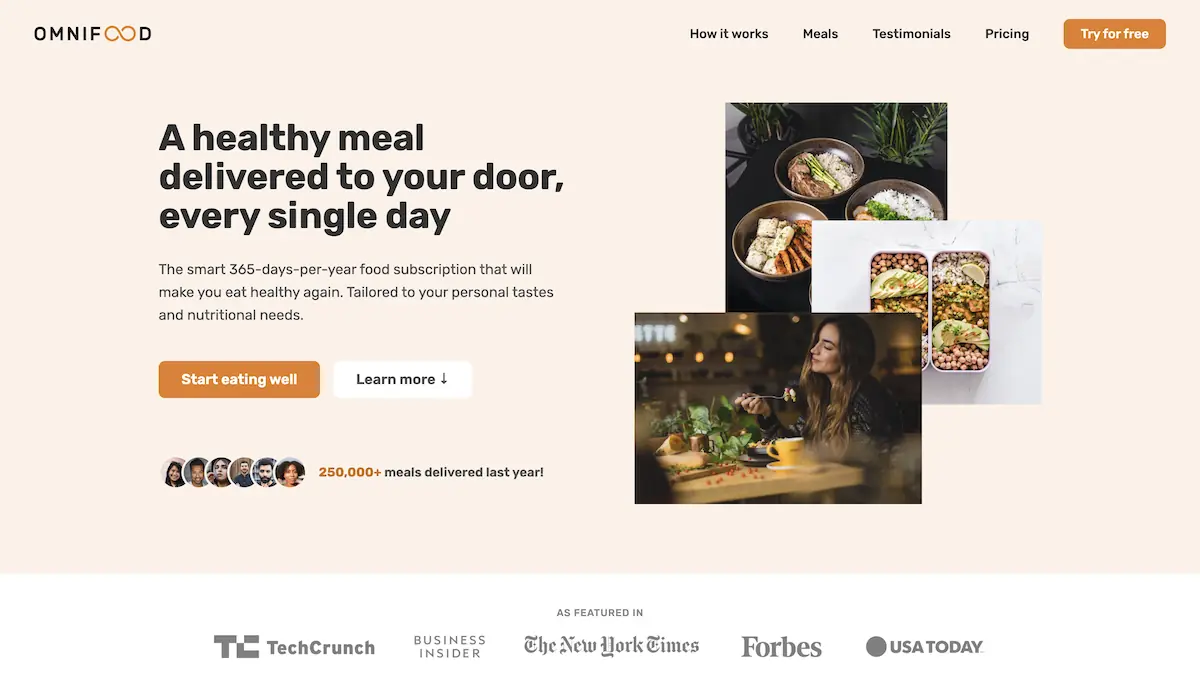 OMNIFOOD
How it works
Meals
Testimonials
Pricing
Try for free
A healthy meal
delivered to your door,
every single day
The smart 365-days-per-year food subscription that will
make you eat healthy again. Tailored to your personal tastes
and nutritional needs.
Start eating well
Learn more ↓
250,000+ meals delivered last year!
AS FEATURED IN
TC TechCrunch
BUSINESS
INSIDER
The New York Times
Forbes
USA TODAY